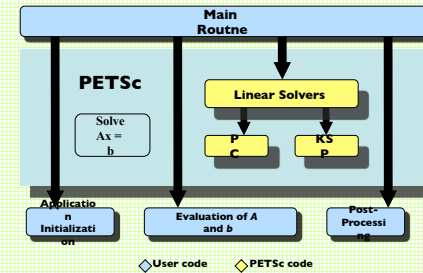 Main
Routne
PETSc
Linear Solvers
Solve
Ax =
b
P
C
KS
P
Applicatio
n
Initializati
on
Evaluation of A
and b
Post-
Processi
ng
User code
PETSc code